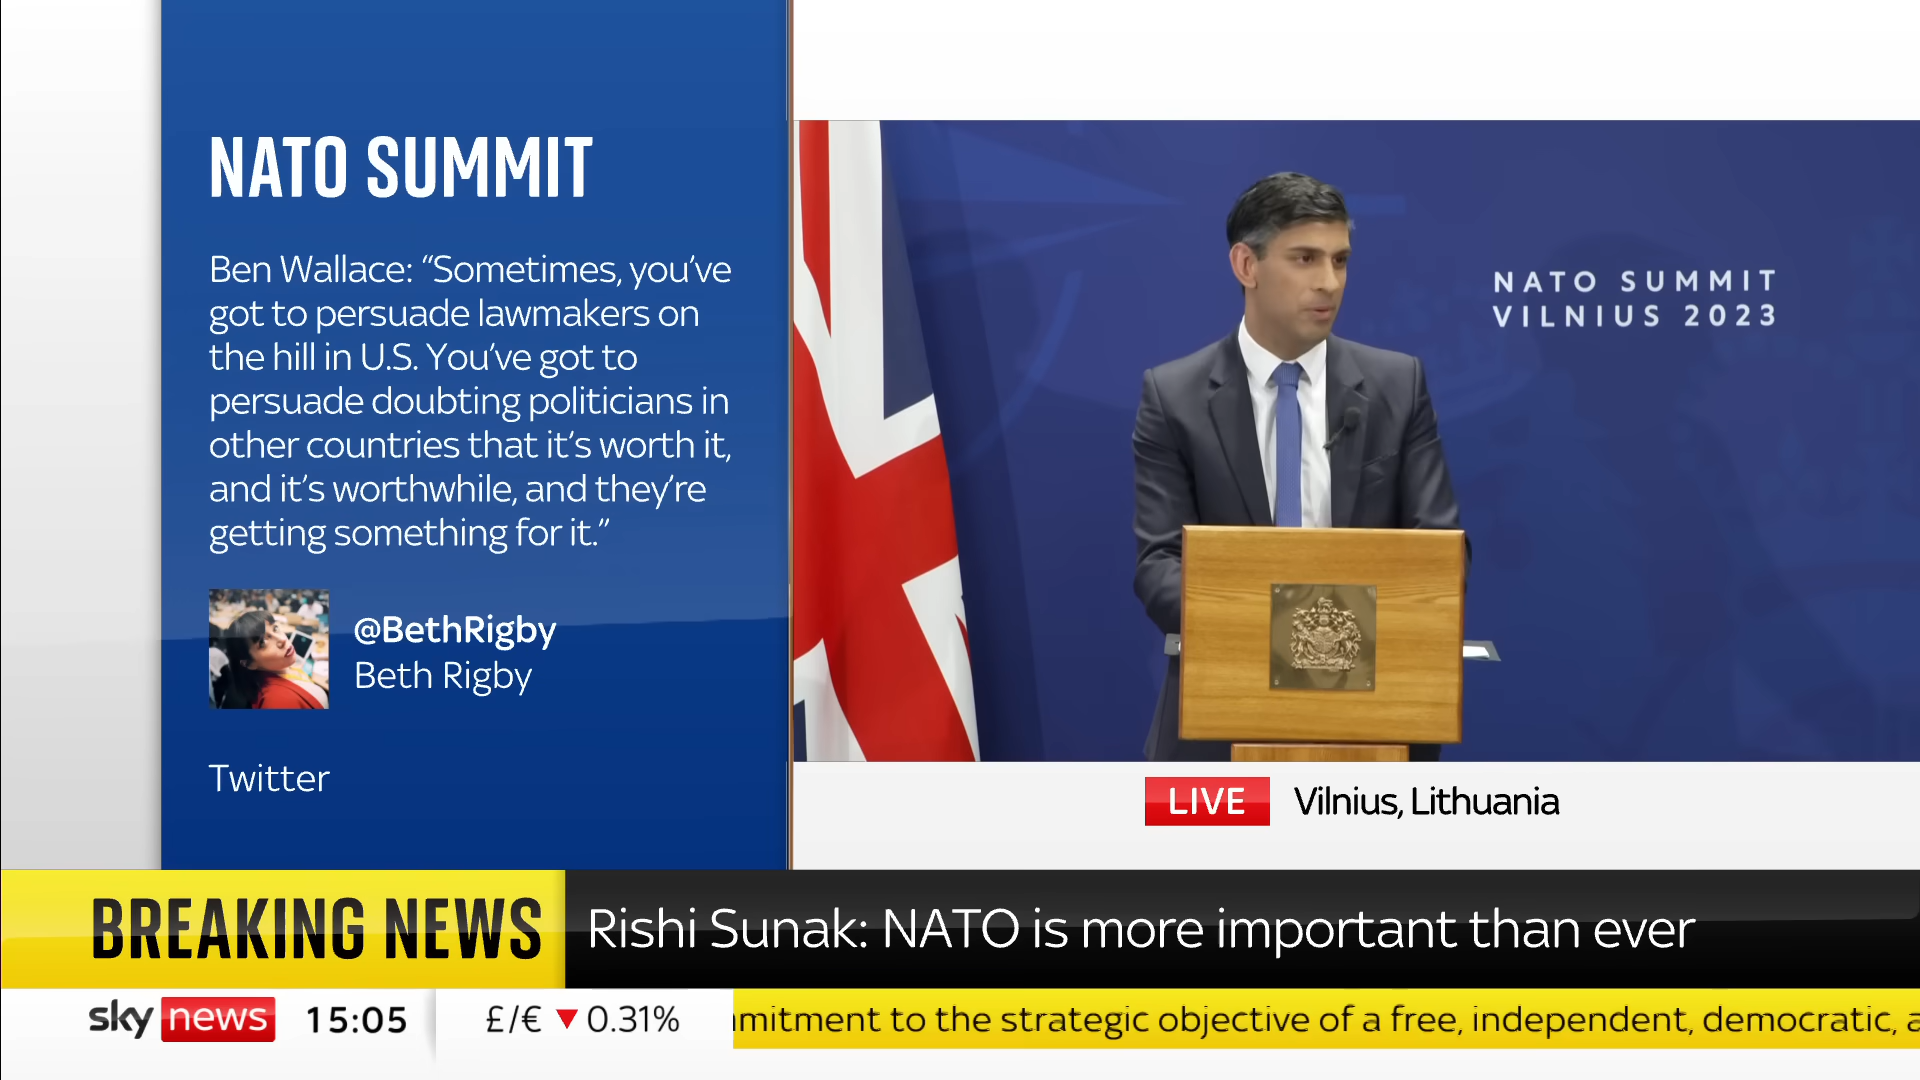 NATO SUMMIT
Ben Wallace: “Sometimes, you’ve
got to persuade lawmakers on
the hill in U.S. You’ve got to
persuade doubting politicians in
other countries that it’s worth it,
and it’s worthwhile, and they’re
getting something for it.”
@BethRigby
Beth Rigby
Twitter
NATO SUMMIT
VILNIUS 2023
LIVE Vilnius, Lithuania
BREAKING NEWS Rishi Sunak: NATO is more important than ever
sky news 15:05 £/€ ▼ 0.31% mitment to the strategic objective of a free, independent, democratic,